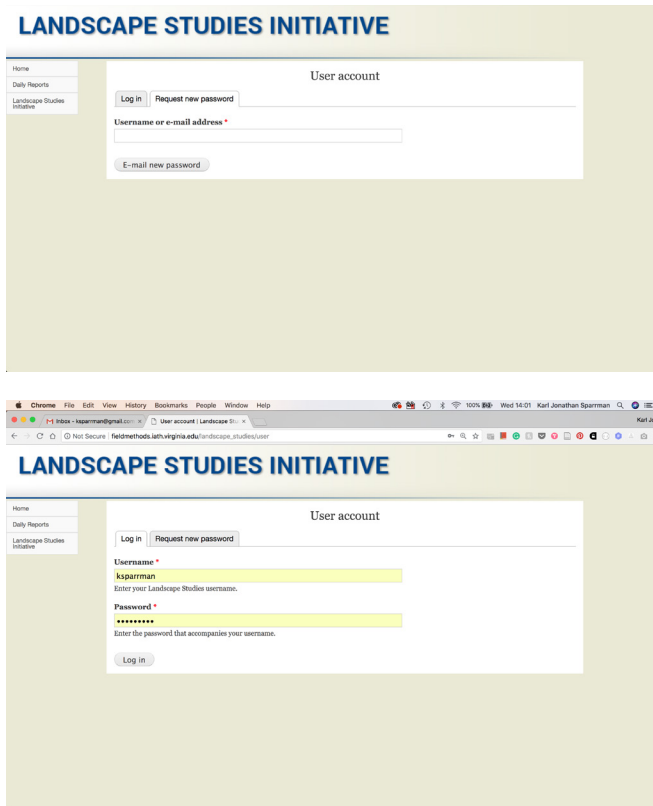 LANDSCAPE STUDIES INITIATIVE
Home
Daily Reports
Landscape Studies
Initiative
User account
Log in Request new password
Username or e-mail address *
E-mail new password
Chrome File Edit View History Bookmarks People Window Help 100% Wed 14:01 Karl Jonathan Sparrman
Inbox - ksparrman@gmail.com User account | Landscape Stu Karl Jo
Not Secure fieldmethods.iath.virginia.edu/landscape_studies/user
LANDSCAPE STUDIES INITIATIVE
Home
Daily Reports
Landscape Studies
Initiative
User account
Log in Request new password
Username *
ksparrman
Enter your Landscape Studies username.
Password *
•••••••••
Enter the password that accompanies your username.
Log in